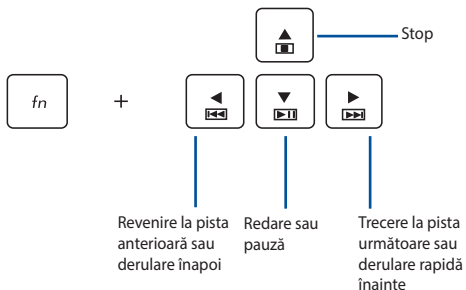 Stop
fn
+
Revenire la pista
anterioară sau
derulare înapoi
Redare sau
pauză
Trecere la pista
următoare sau
derulare rapidă
înainte